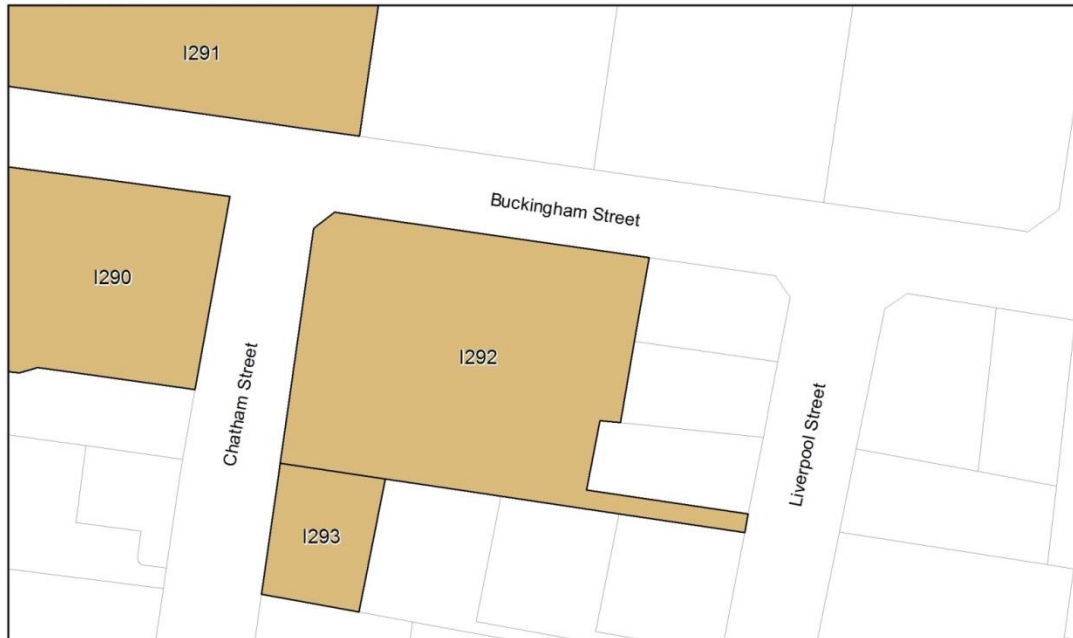 I291
Buckingham Street
I290
I292
Chatham Street
Liverpool Street
I293